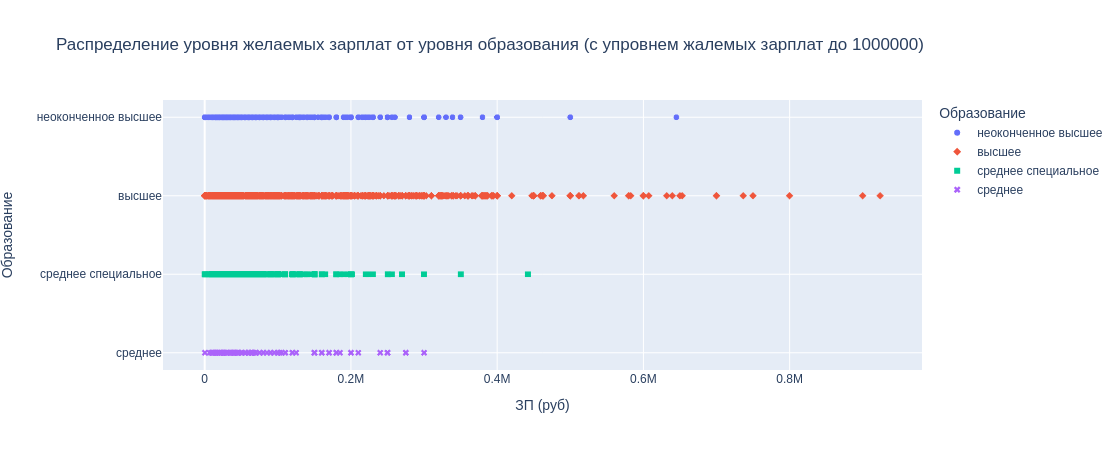 Распределение уровня желаемых зарплат от уровня образования (с упровнем жалемых зарплат до 1000000)
Образование
неоконченное высшее
высшее
среднее специальное
среднее
0
0.2M
0.4M
0.6M
0.8M
ЗП (руб)
Образование
неоконченное высшее
высшее
среднее специальное
среднее